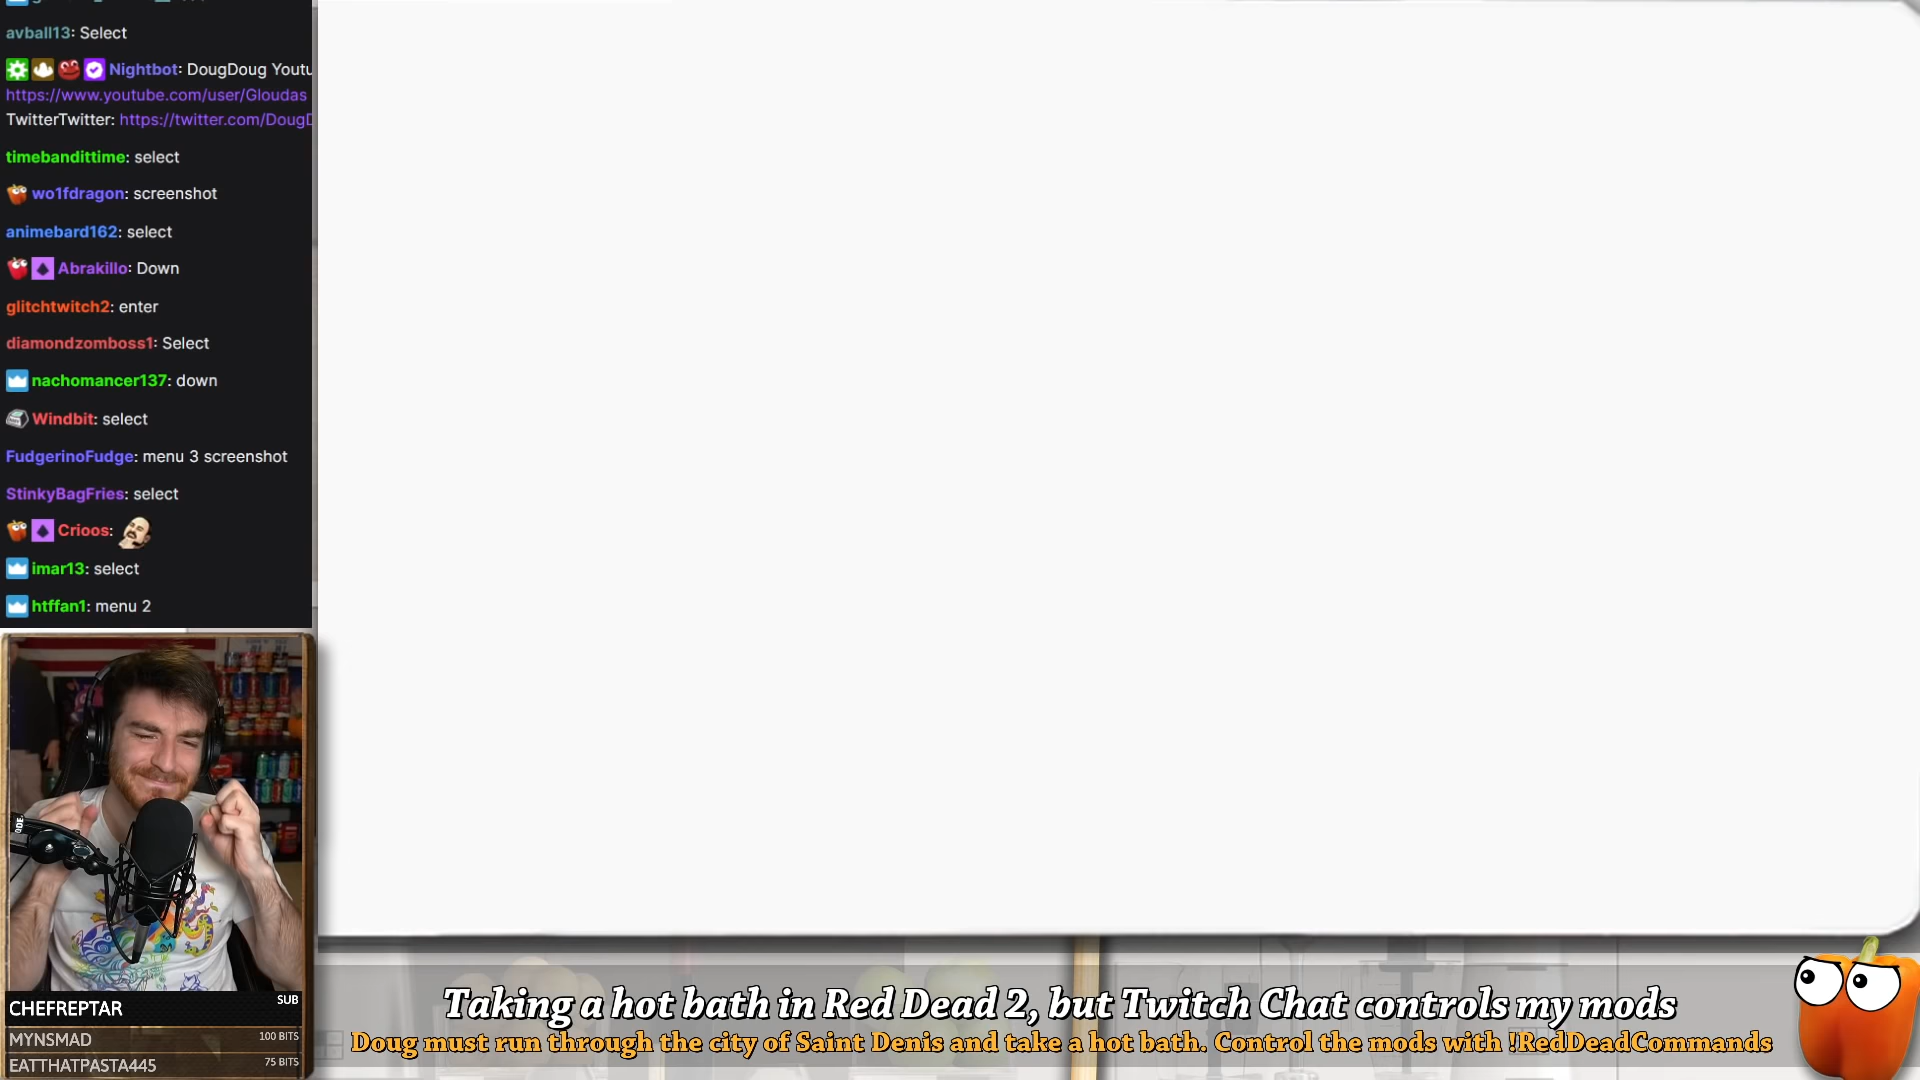 avball13: Select
Nightbot: DougDoug Youtu
https://www.youtube.com/user/Gloudas
TwitterTwitter: https://twitter.com/DougD
timebandittime: select
wo1fdragon: screenshot
animebard162: select
Abrakillo: Down
glitchtwitch2: enter
diamondzomboss1: Select
nachomancer137: down
Windbit: select
FudgerinoFudge: menu 3 screenshot
StinkyBagFries: select
Crioos:
imar13: select
htffan1: menu 2
CHEFREPTAR SUB
MYNSMAD 100 BITS
EATTHATPASTA445 75 BITS
Taking a hot bath in Red Dead 2, but Twitch Chat controls my mods
Doug must run through the city of Saint Denis and take a hot bath. Control the mods with !RedDeadCommands